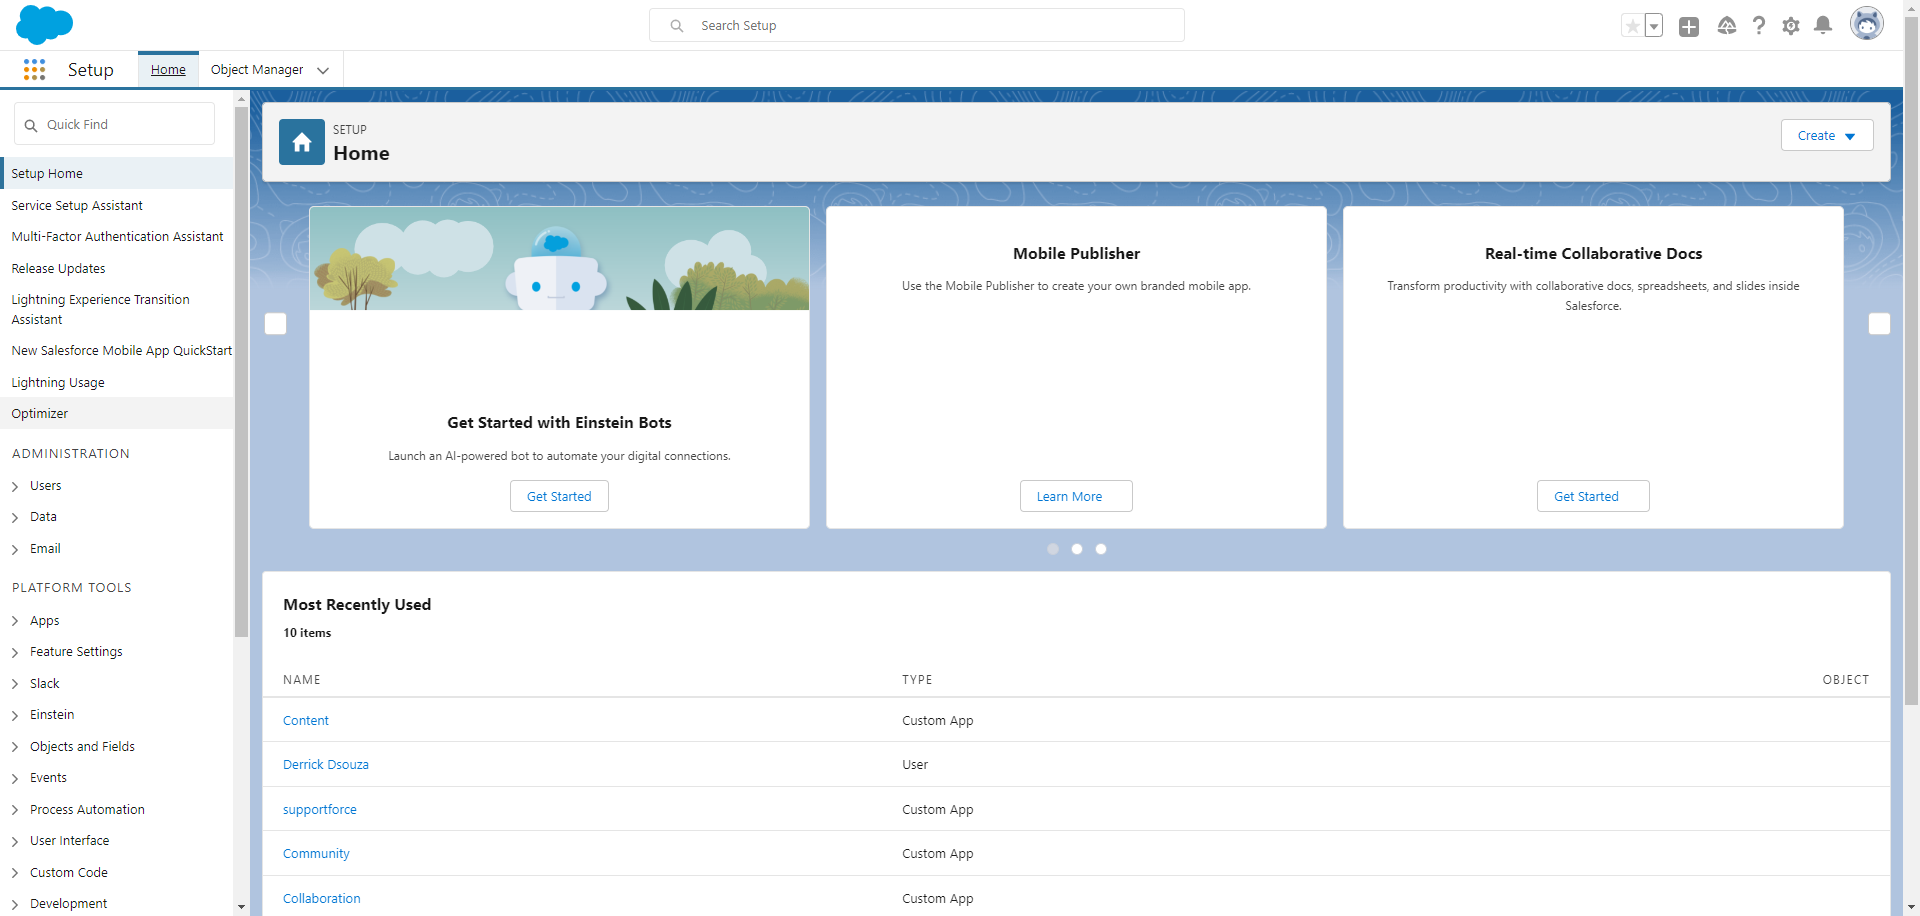 Search Setup
Setup
Home
Object Manager
Quick Find
Setup Home
Service Setup Assistant
Multi-Factor Authentication Assistant
Release Updates
Lightning Experience Transition
Assistant
New Salesforce Mobile App QuickStart
Lightning Usage
Optimizer
ADMINISTRATION
Users
Data
Email
PLATFORM TOOLS
Apps
Feature Settings
Slack
Einstein
Objects and Fields
Events
Process Automation
User Interface
Custom Code
Development
SETUP
Home
Create
Get Started with Einstein Bots
Launch an AI-powered bot to automate your digital connections.
Get Started
Mobile Publisher
Use the Mobile Publisher to create your own branded mobile app.
Learn More
Real-time Collaborative Docs
Transform productivity with collaborative docs, spreadsheets, and slides inside
Salesforce.
Get Started
Most Recently Used
10 items
NAME TYPE OBJECT
Content Custom App
Derrick Dsouza User
supportforce Custom App
Community Custom App
Collaboration Custom App